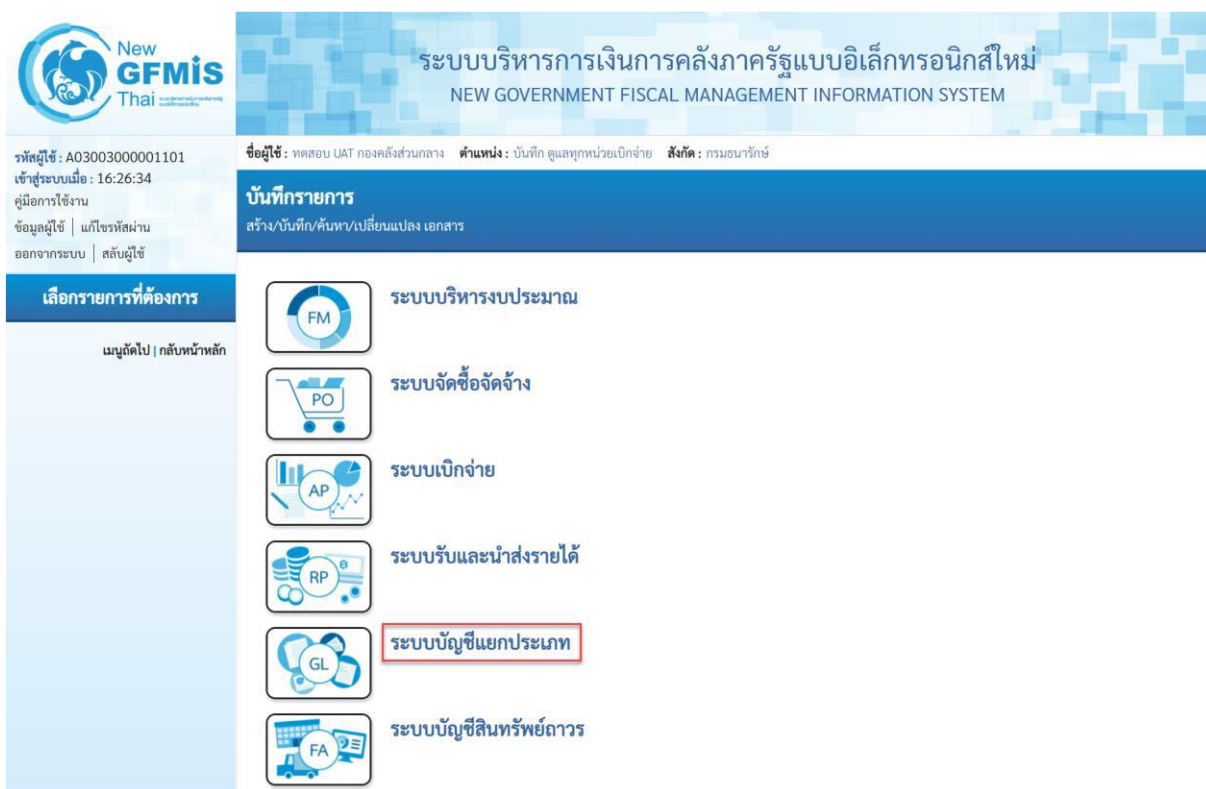 New
GFMIS
Thai
ระบบบริหารการเงินการคลังภาครัฐแบบอิเล็กทรอนิกส์ใหม่
NEW GOVERNMENT FISCAL MANAGEMENT INFORMATION SYSTEM
รหัสผู้ใช้ : A03003000001101
เข้าสู่ระบบเมื่อ : 16:26:34
คู่มือการใช้งาน
ข้อมูลผู้ใช้ | แก้ไขรหัสผ่าน
ออกจากระบบ | สลับผู้ใช้
ชื่อผู้ใช้ : ทดสอบ UAT กองคลังส่วนกลาง ตำแหน่ง : บันทึก ดูแลทุกหน่วยเบิกจ่าย สังกัด : กรมธนารักษ์
บันทึกรายการ
สร้าง/บันทึก/ค้นหา/เปลี่ยนแปลง เอกสาร
เลือกรายการที่ต้องการ
เมนูถัดไป | กลับหน้าหลัก
FM
ระบบบริหารงบประมาณ
PO
ระบบจัดซื้อจัดจ้าง
AP
ระบบเบิกจ่าย
RP
ระบบรับและนำส่งรายได้
GL
ระบบบัญชีแยกประเภท
FA
ระบบบัญชีสินทรัพย์ถาวร